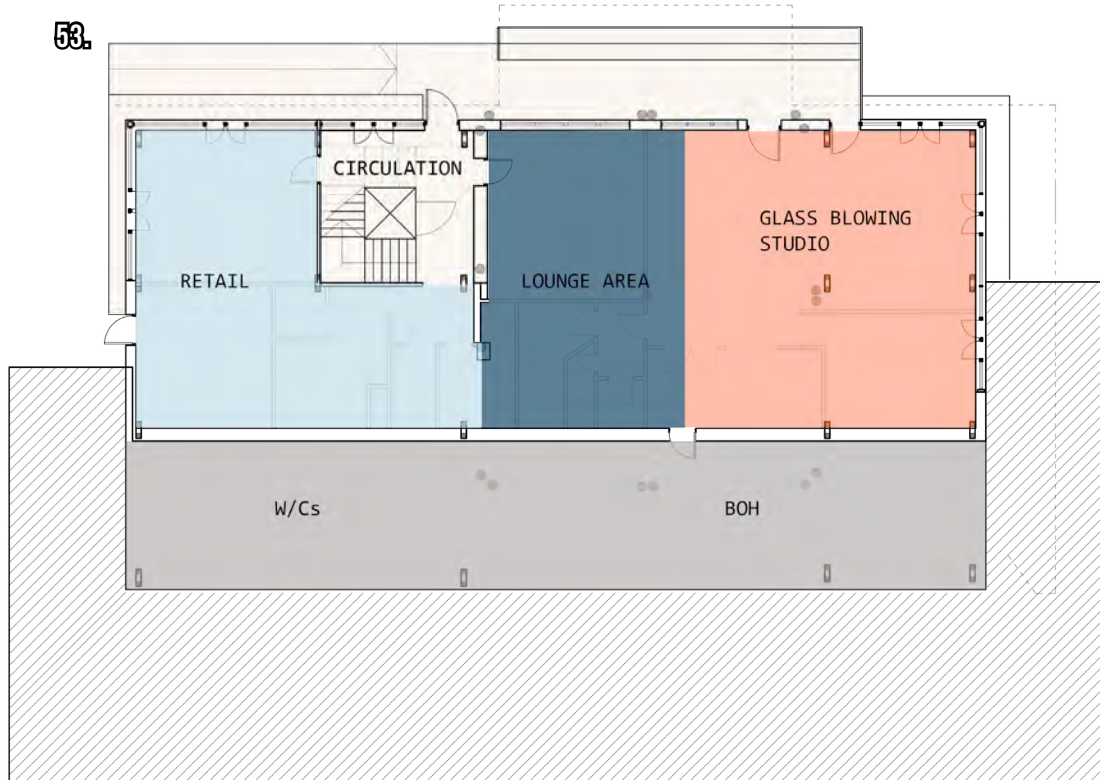 53.
CIRCULATION
GLASS BLOWING
STUDIO
RETAIL
LOUNGE AREA
W/Cs
BOH